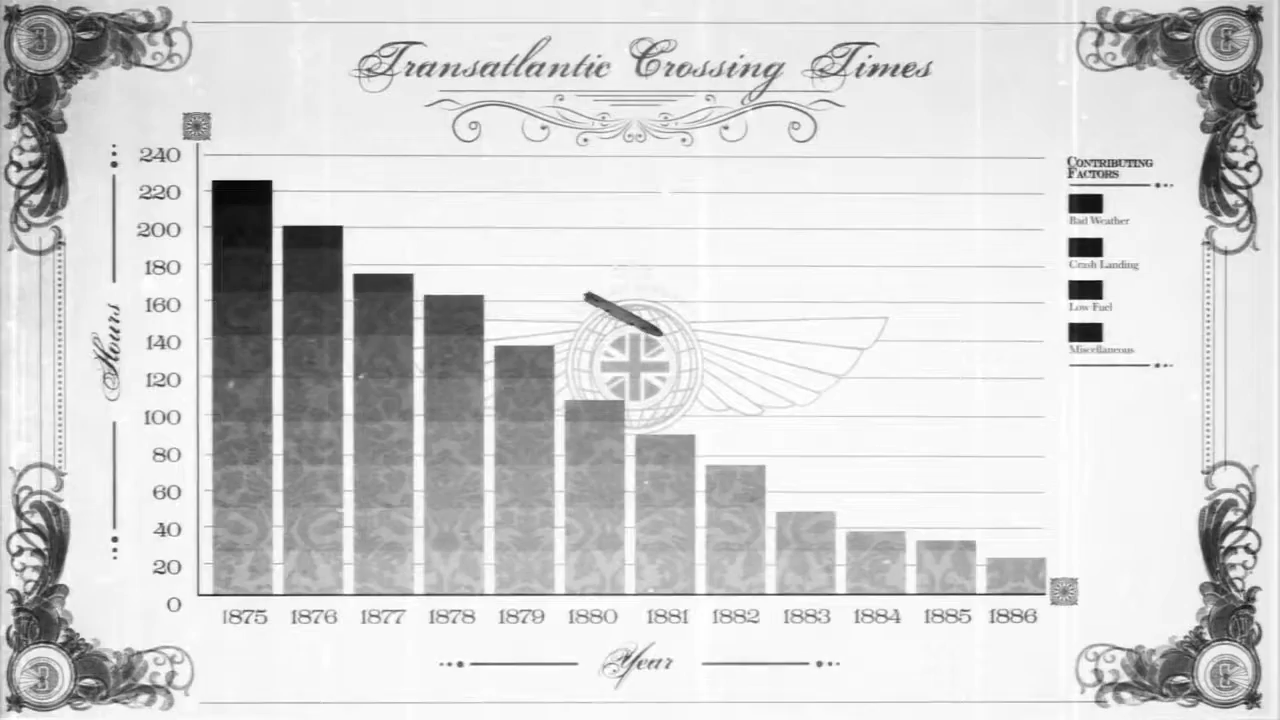 Transatlantic Crossing Times
240
220
200
180
160
140
120
100
80
60
40
20
0
Hours
1875 1876 1877 1878 1879 1880 1881 1882 1883 1884 1885 1886
Year
CONTRIBUTING
FACTORS
Bad Weather
Crash Landing
Low Fuel
Miscellaneous